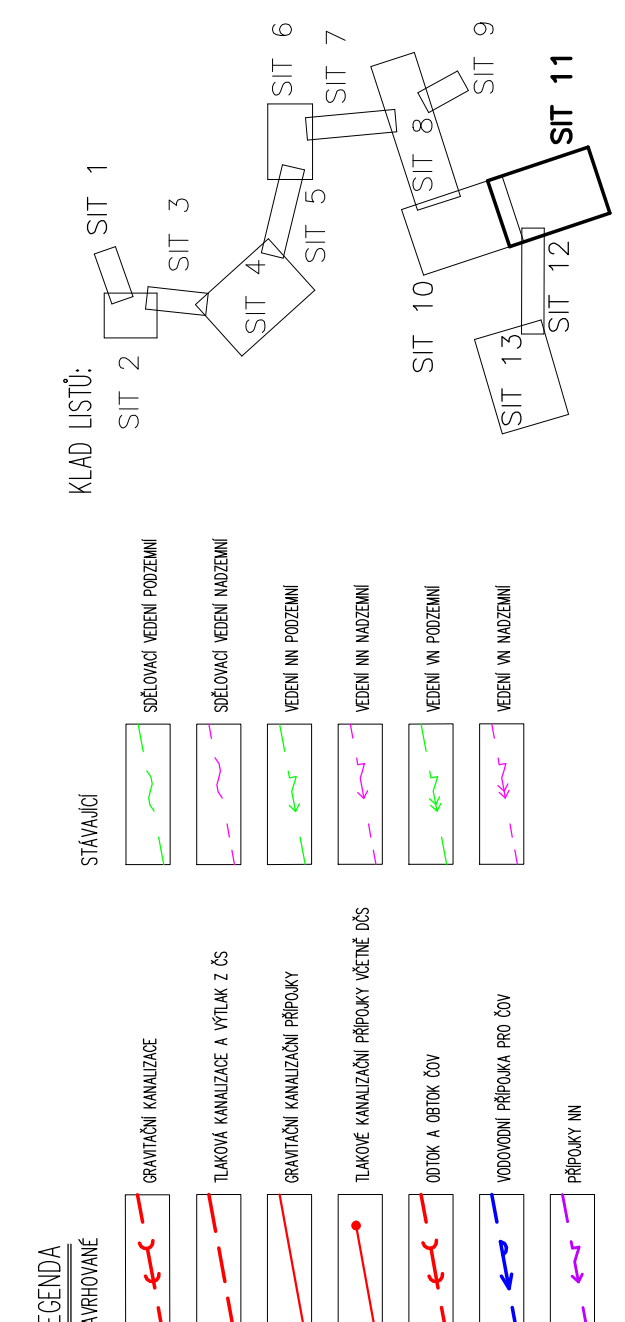 EGENDA
AVRHOVANÉ
GRAVITAČNÍ KANALIZACE
TLAKOVÁ KANALIZACE A VÝTLAK Z ČS
GRAVITAČNÍ KANALIZAČNÍ PŘÍPOJKY
TLAKOVÉ KANALIZAČNÍ PŘÍPOJKY VČETNĚ DČS
ODTOK A OBTOK ČOV
VODOVODNÍ PŘÍPOJKA PRO ČOV
PŘÍPOJKY NN
STÁVAJÍCÍ
SDĚLOVACÍ VEDENÍ PODZEMNÍ
SDĚLOVACÍ VEDENÍ NADZEMNÍ
VEDENÍ NN PODZEMNÍ
VEDENÍ NN NADZEMNÍ
VEDENÍ VN PODZEMNÍ
VEDENÍ VN NADZEMNÍ
KLAD LISTŮ:
SIT 1
SIT 2
SIT 3
SIT 4
SIT 5
SIT 6
SIT 7
SIT 8
SIT 9
SIT 10
SIT 11
SIT 12
SIT 13